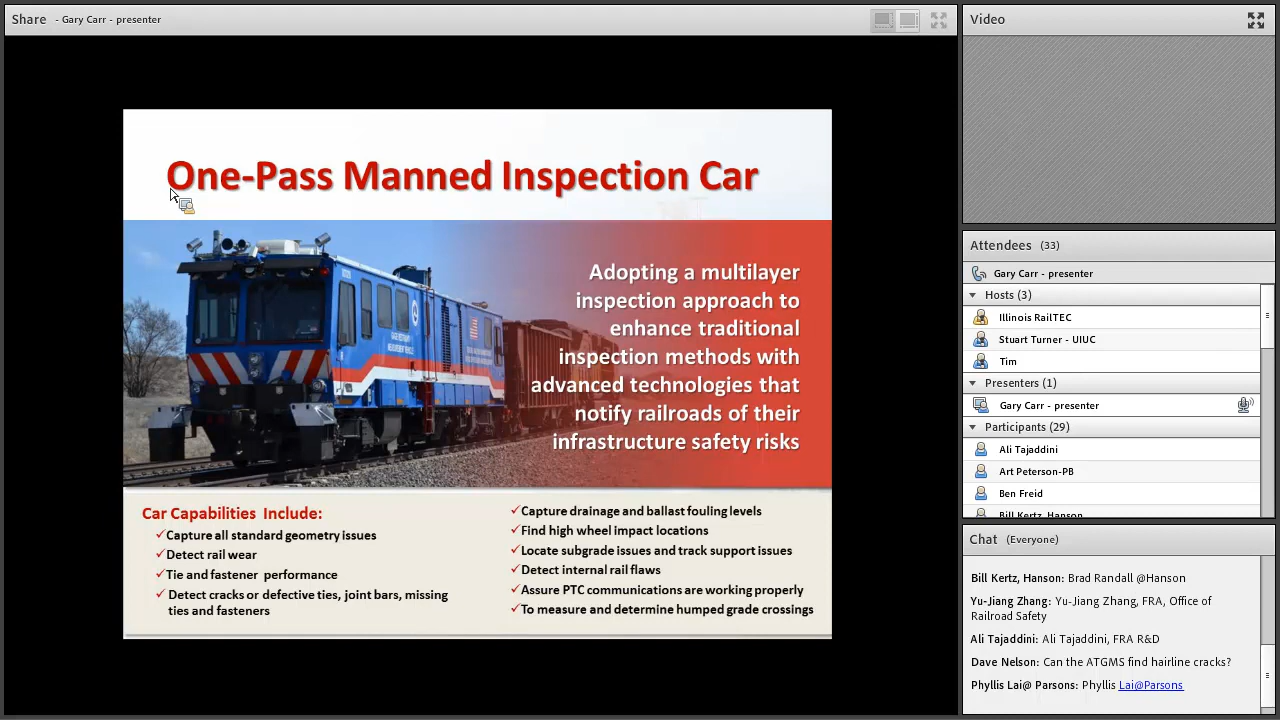 Share - Gary Carr - presenter
One-Pass Manned Inspection Car
Adopting a multilayer
inspection approach to
enhance traditional
inspection methods with
advanced technologies that
notify railroads of their
infrastructure safety risks
Car Capabilities Include:
Capture all standard geometry issues
Detect rail wear
Tie and fastener performance
Detect cracks or defective ties, joint bars, missing
ties and fasteners
Capture drainage and ballast fouling levels
Find high wheel impact locations
Locate subgrade issues and track support issues
Detect internal rail flaws
Assure PTC communications are working properly
To measure and determine humped grade crossings
Video
Attendees (33)
Gary Carr - presenter
Hosts (3)
Illinois RailTEC
Stuart Turner - UIUC
Tim
Presenters (1)
Gary Carr - presenter
Participants (29)
Ali Tajaddini
Art Peterson-PB
Ben Freid
Bill Kertz, Hanson
Chat (Everyone)
Bill Kertz, Hanson: Brad Randall @Hanson
Yu-Jiang Zhang: Yu-Jiang Zhang, FRA, Office of
Railroad Safety
Ali Tajaddini: Ali Tajaddini, FRA R&D
Dave Nelson: Can the ATGMS find hairline cracks?
Phyllis Lai@ Parsons: Phyllis Lai@Parsons